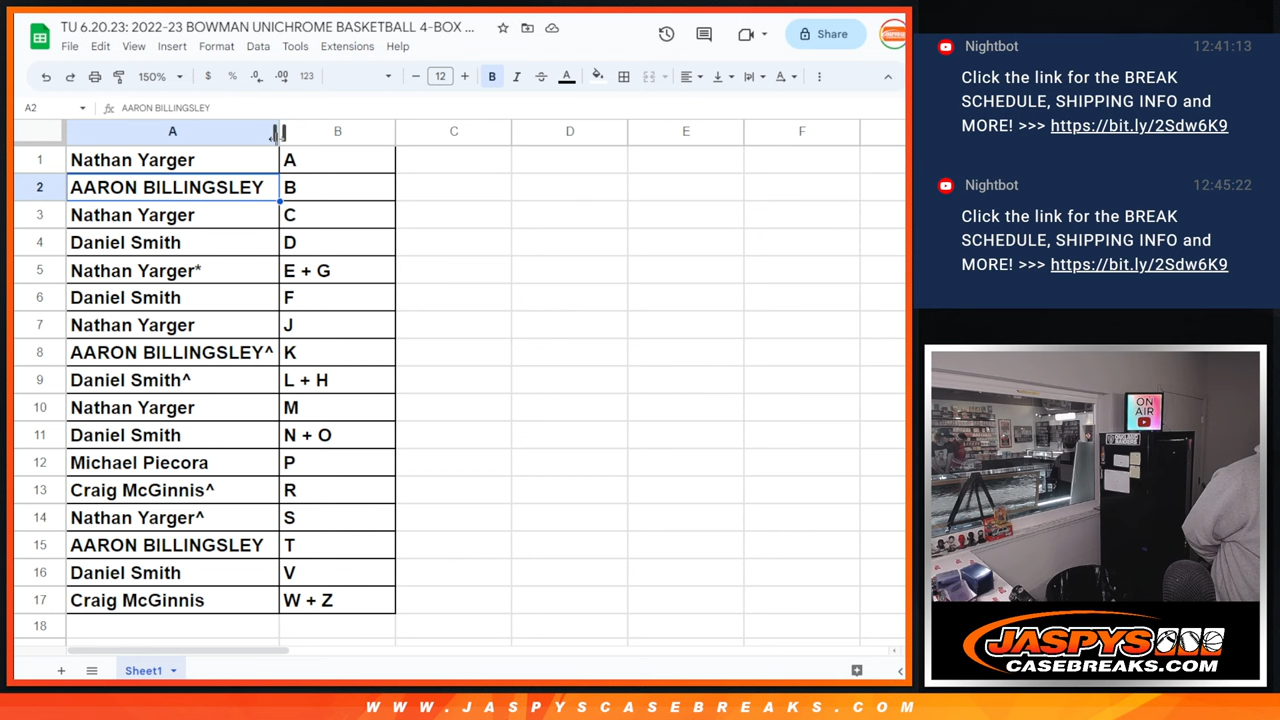 TU 6.20.23: 2022-23 BOWMAN UNICHROME BASKETBALL 4-BOX ...
File Edit View Insert Format Data Tools Extensions Help
Share
150% $ % .0 .00 123 12 B I A
A2 fx AARON BILLINGSLEY
A B C D E F
1 Nathan Yarger A
2 AARON BILLINGSLEY B
3 Nathan Yarger C
4 Daniel Smith D
5 Nathan Yarger* E + G
6 Daniel Smith F
7 Nathan Yarger J
8 AARON BILLINGSLEY^ K
9 Daniel Smith^ L + H
10 Nathan Yarger M
11 Daniel Smith N + O
12 Michael Piecora P
13 Craig McGinnis^ R
14 Nathan Yarger^ S
15 AARON BILLINGSLEY T
16 Daniel Smith V
17 Craig McGinnis W + Z
18
Sheet1
Nightbot 12:41:13
Click the link for the BREAK
SCHEDULE, SHIPPING INFO and
MORE! >>> https://bit.ly/2Sdw6K9
Nightbot 12:45:22
Click the link for the BREAK
SCHEDULE, SHIPPING INFO and
MORE! >>> https://bit.ly/2Sdw6K9
ON
AIR
JASPYS
CASEBREAKS.COM
WWW.JASPYSCASEBREAKS.COM